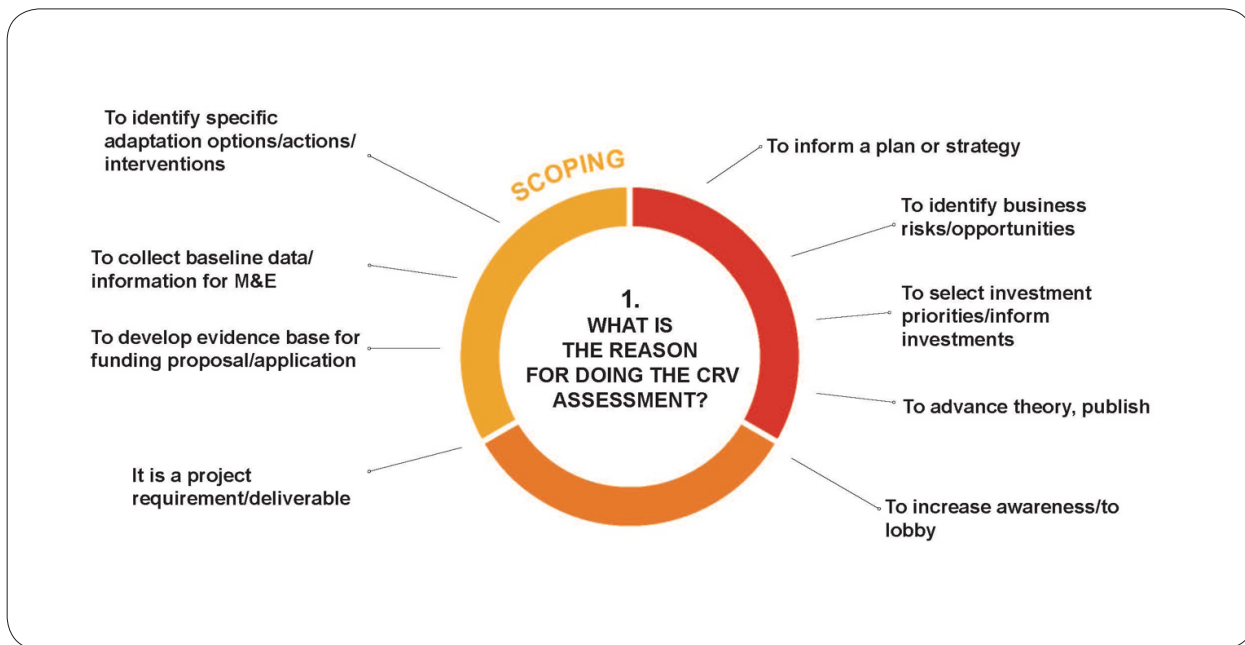 SCOPING
1.
WHAT IS
THE REASON
FOR DOING THE CRV
ASSESSMENT?
To identify specific
adaptation options/actions/
interventions
To collect baseline data/
information for M&E
To develop evidence base for
funding proposal/application
It is a project
requirement/deliverable
To inform a plan or strategy
To identify business
risks/opportunities
To select investment
priorities/inform
investments
To advance theory, publish
To increase awareness/to
lobby